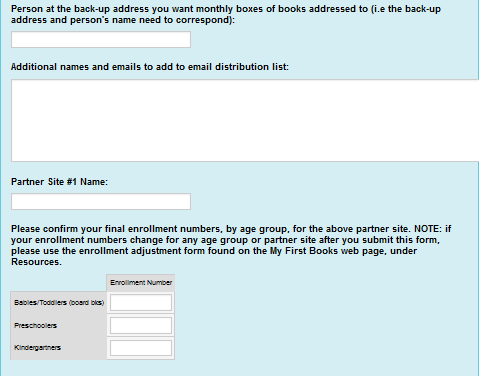 Person at the back-up address you want monthly boxes of books addressed to (i.e the back-up
address and person's name need to correspond):
Additional names and emails to add to email distribution list:
Partner Site #1 Name:
Please confirm your final enrollment numbers, by age group, for the above partner site. NOTE: if
your enrollment numbers change for any age group or partner site after you submit this form,
please use the enrollment adjustment form found on the My First Books web page, under
Resources.
Enrollment Number
Babies/Toddlers (board bks)
Preschoolers
Kindergartners